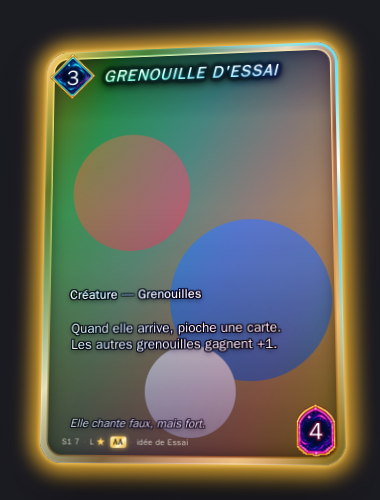 3
GRENOUILLE D'ESSAI
Créature — Grenouilles
Quand elle arrive, pioche une carte.
Les autres grenouilles gagnent +1.
Elle chante faux, mais fort.
S1 7 L★ AA idée de Essai
4